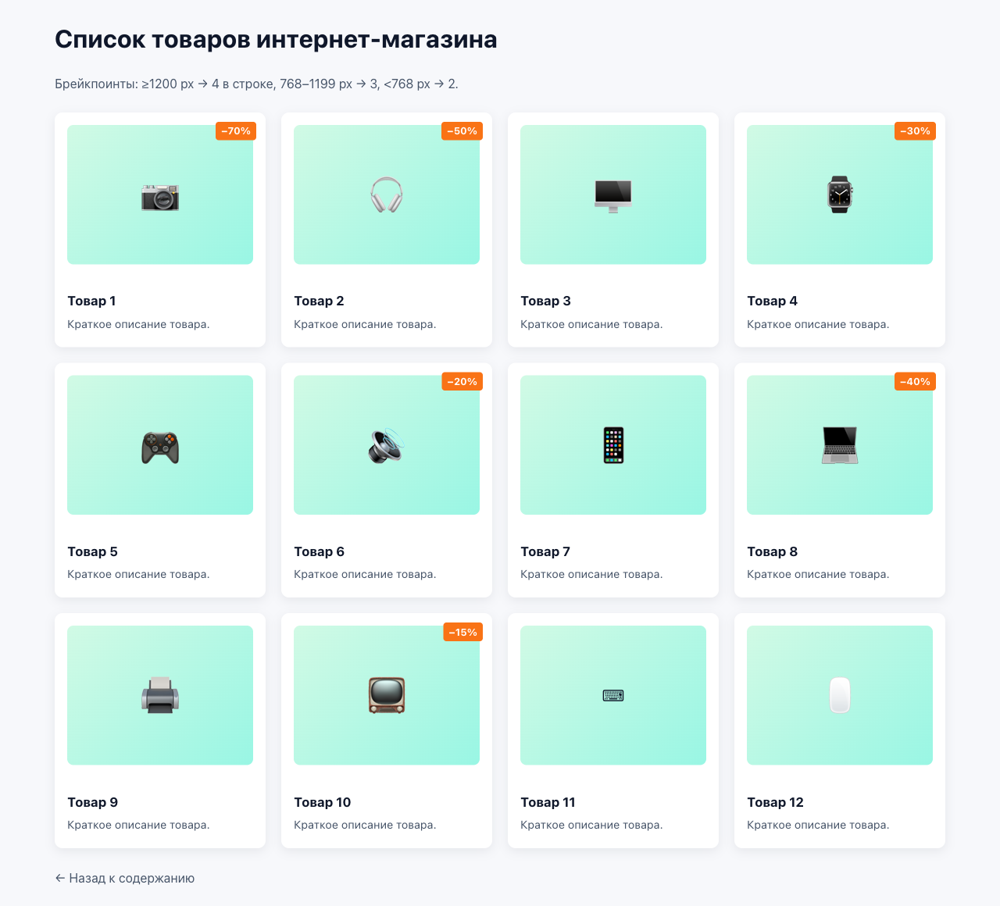 Список товаров интернет-магазина
Брейкпоинты: ≥1200 px → 4 в строке, 768–1199 px → 3, <768 px → 2.
−70%
Товар 1
Краткое описание товара.
−50%
Товар 2
Краткое описание товара.
Товар 3
Краткое описание товара.
−30%
Товар 4
Краткое описание товара.
Товар 5
Краткое описание товара.
−20%
Товар 6
Краткое описание товара.
Товар 7
Краткое описание товара.
−40%
Товар 8
Краткое описание товара.
Товар 9
Краткое описание товара.
−15%
Товар 10
Краткое описание товара.
Товар 11
Краткое описание товара.
Товар 12
Краткое описание товара.
← Назад к содержанию